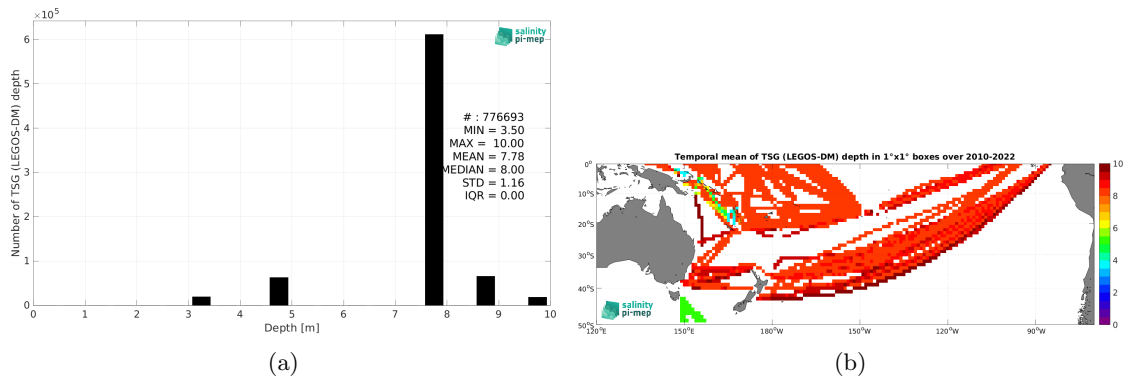 ×10⁵
6
5
4
3
2
1
0
Number of TSG (LEGOS-DM) depth
0 1 2 3 4 5 6 7 8 9 10
Depth [m]
salinity
pi-mep
# : 776693
MIN = 3.50
MAX = 10.00
MEAN = 7.78
MEDIAN = 8.00
STD = 1.16
IQR = 0.00
(a)
Temporal mean of TSG (LEGOS-DM) depth in 1°x1° boxes over 2010-2022
0°
10°S
20°S
30°S
40°S
50°S
120°E 150°E 180°W 150°W 120°W 90°W
salinity
pi-mep
10
8
6
4
2
0
(b)